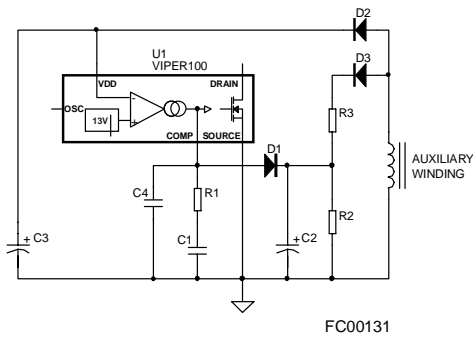 D2
U1
VIPER100
D3
VDD
DRAIN
OSC
-
13V
+
COMP SOURCE
R3
D1
AUXILIARY
WINDING
C4
R1
R2
C3
+
C1
+
C2
FC00131